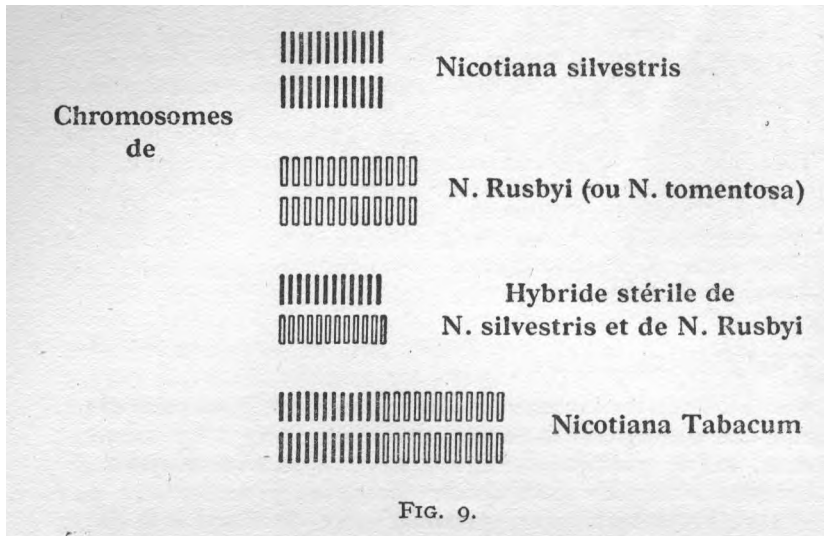 Nicotiana silvestris
Chromosomes
de
N. Rusbyi (ou N. tomentosa)
Hybride stérile de
N. silvestris et de N. Rusbyi
Nicotiana Tabacum
FIG. 9.